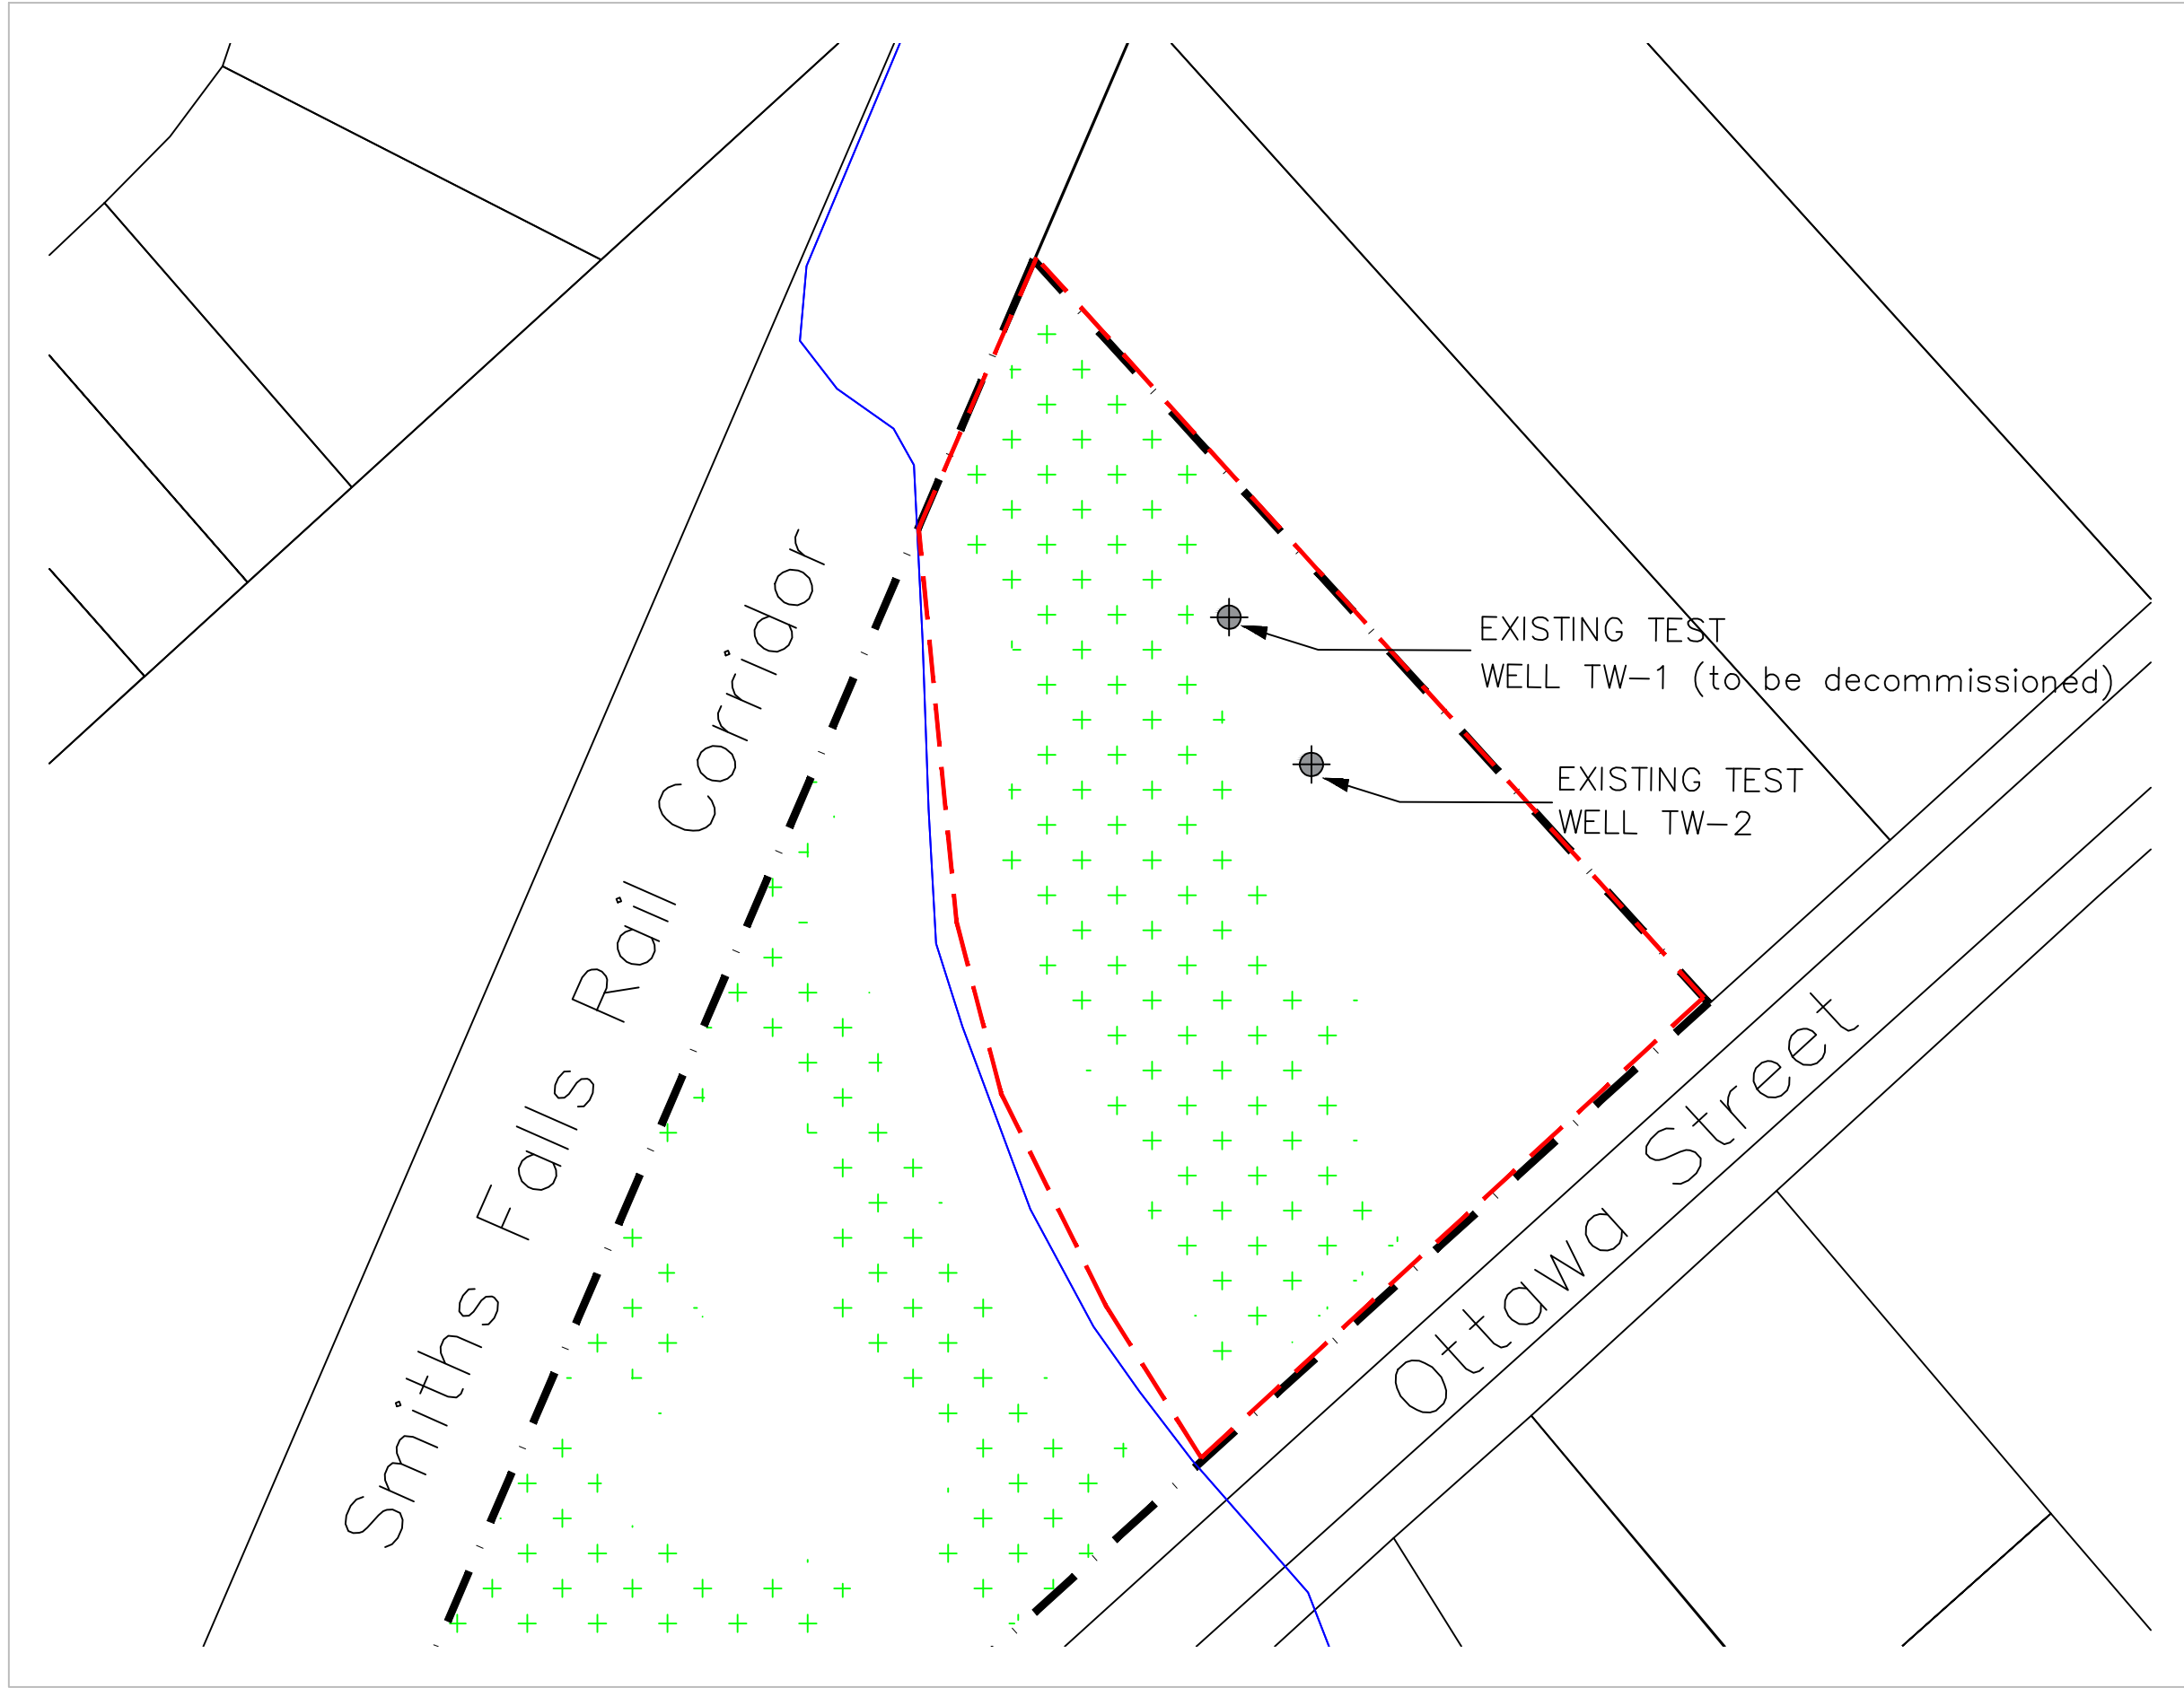 Smiths Falls Rail Corridor
EXISTING TEST
WELL TW-1 (to be decommissioned)
EXISTING TEST
WELL TW-2
Ottawa Street